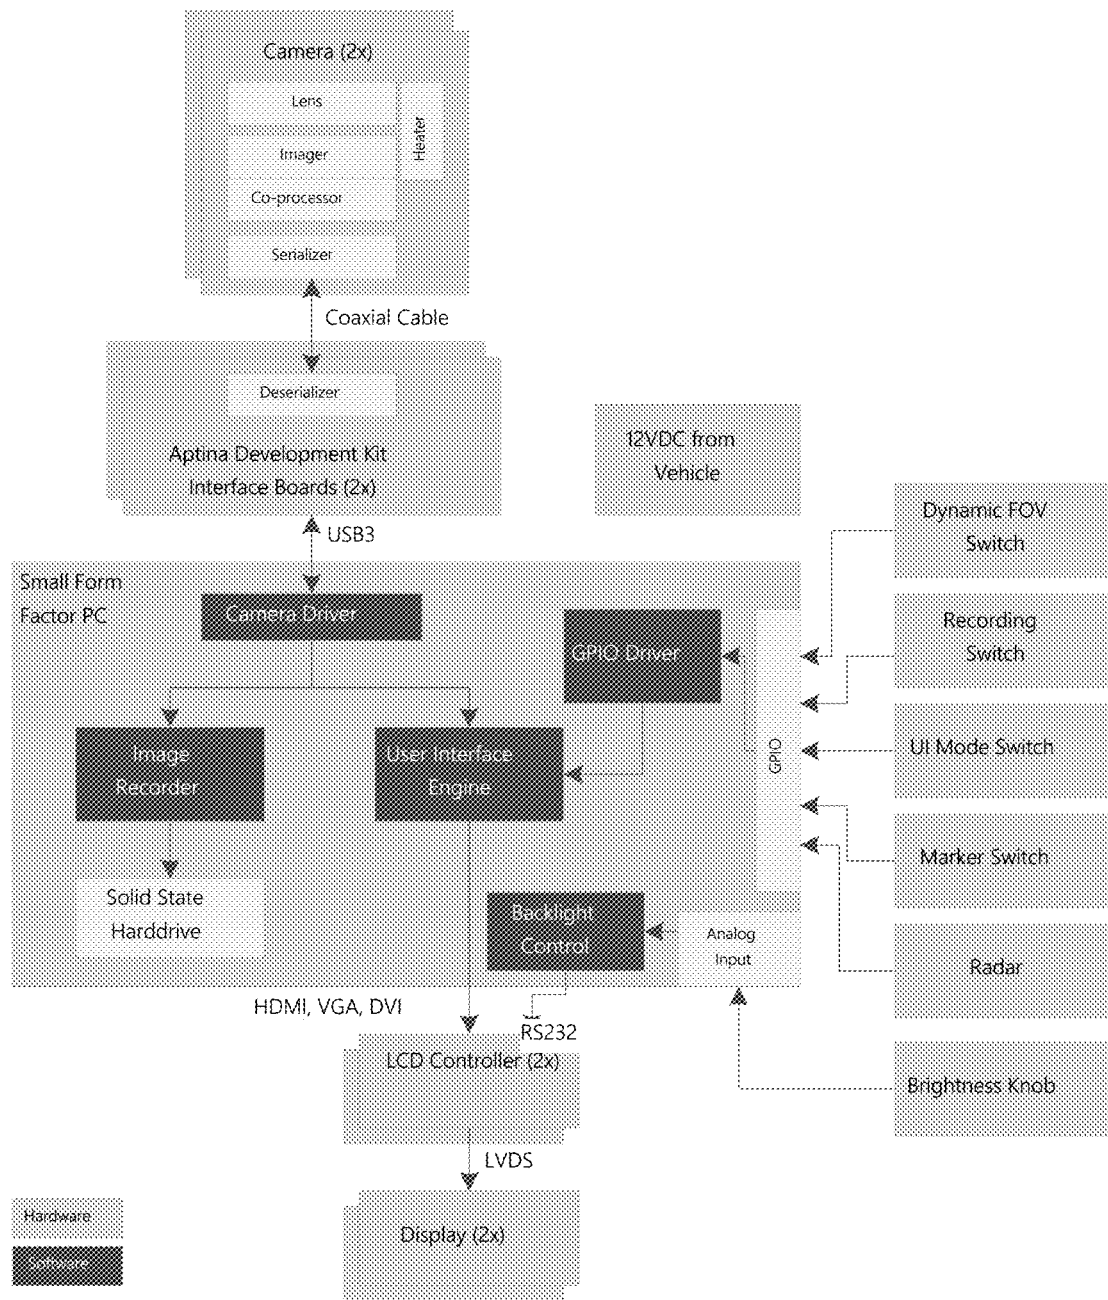 Camera (2x)
Lens
Heater
Imager
Co-processor
Serializer
Coaxial Cable
Deserializer
Aptina Development Kit
Interface Boards (2x)
12VDC from
Vehicle
USB3
Dynamic FOV
Switch
Small Form
Factor PC
Camera Driver
GPIO Driver
Recording
Switch
Image
Recorder
User Interface
Engine
GPIO
UI Mode Switch
Marker Switch
Solid State
Harddrive
Backlight
Control
Analog
Input
Radar
HDMI, VGA, DVI
RS232
LCD Controller (2x)
Brightness Knob
LVDS
Display (2x)
Hardware
Software